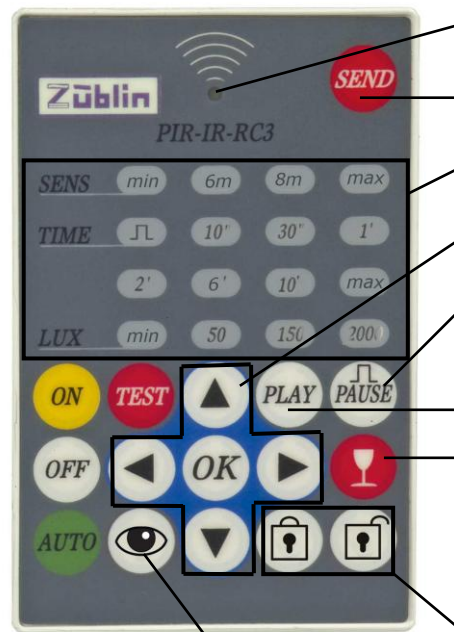 SEND
Züblin
PIR-IR-RC3
SENS min 6m 8m max
TIME 10" 30" 1'
2' 6' 10' max
LUX min 50 150 2000
ON TEST PLAY PAUSE
OFF OK
AUTO